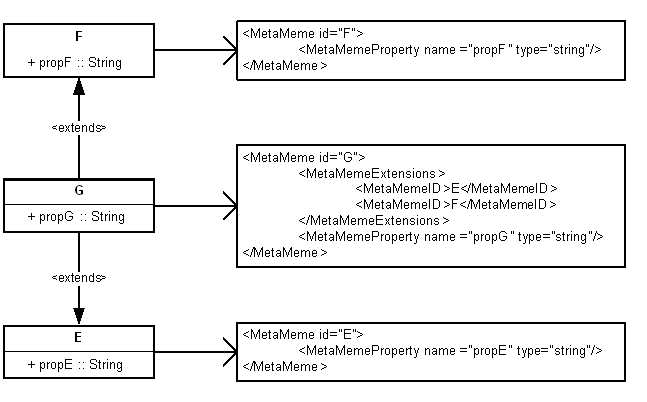 F
+ propF :: String
<MetaMeme id="F">
<MetaMemeProperty name ="propF" type="string"/>
</MetaMeme>
<extends>
G
+ propG :: String
<MetaMeme id="G">
<MetaMemeExtensions>
<MetaMemeID>E</MetaMemeID>
<MetaMemeID>F</MetaMemeID>
</MetaMemeExtensions>
<MetaMemeProperty name ="propG" type="string"/>
</MetaMeme>
<extends>
E
+ propE :: String
<MetaMeme id="E">
<MetaMemeProperty name ="propE" type="string"/>
</MetaMeme>